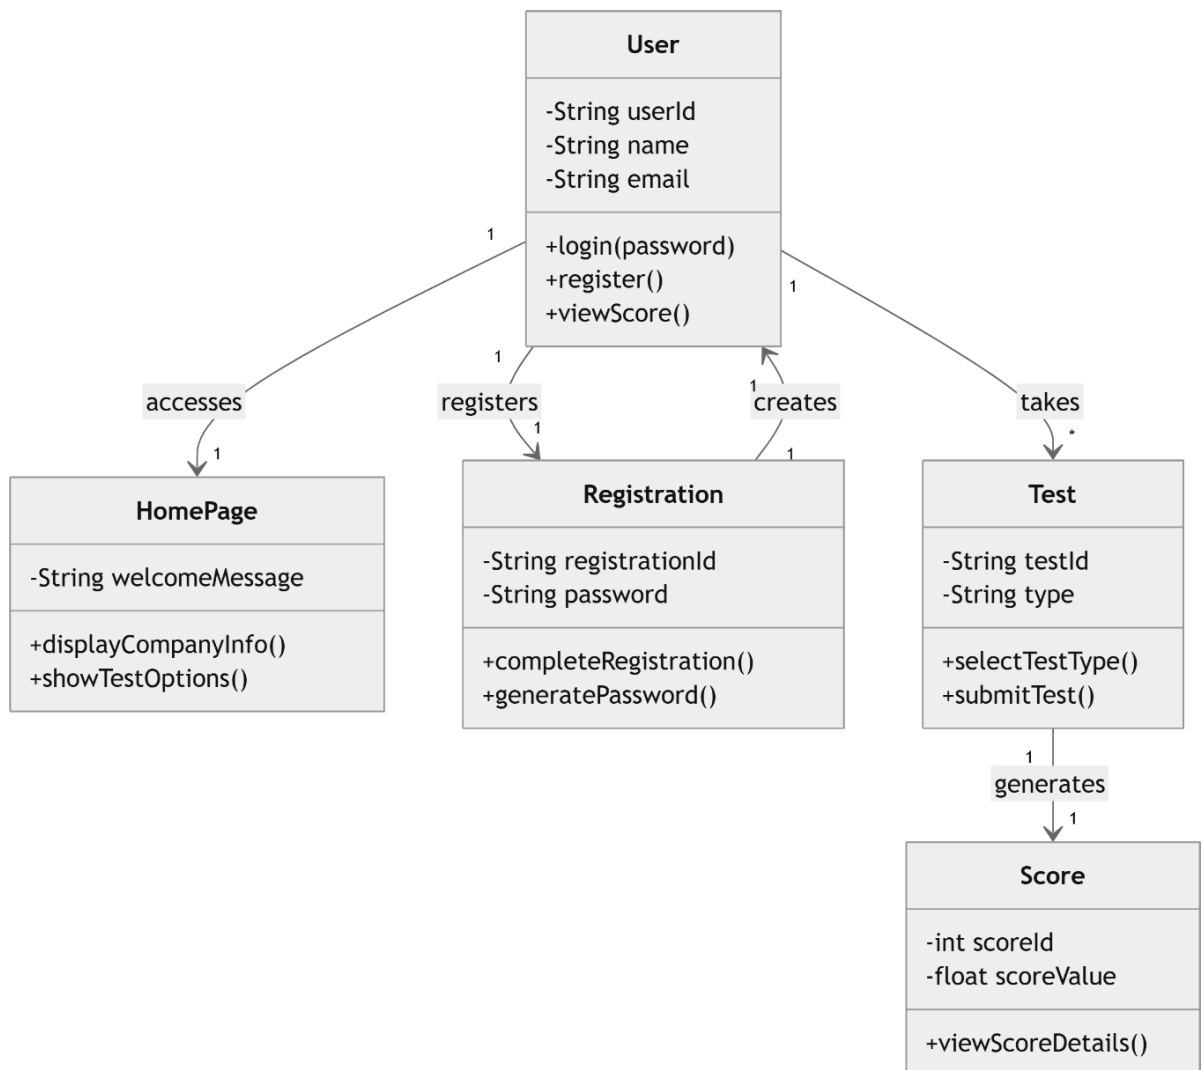 User
-String userId
-String name
-String email
+login(password)
+register()
+viewScore()
1
1
1
accesses
registers
1
creates
takes
1
1
1
*
HomePage
-String welcomeMessage
+displayCompanyInfo()
+showTestOptions()
Registration
-String registrationId
-String password
+completeRegistration()
+generatePassword()
Test
-String testId
-String type
+selectTestType()
+submitTest()
1
generates
1
Score
-int scoreId
-float scoreValue
+viewScoreDetails()